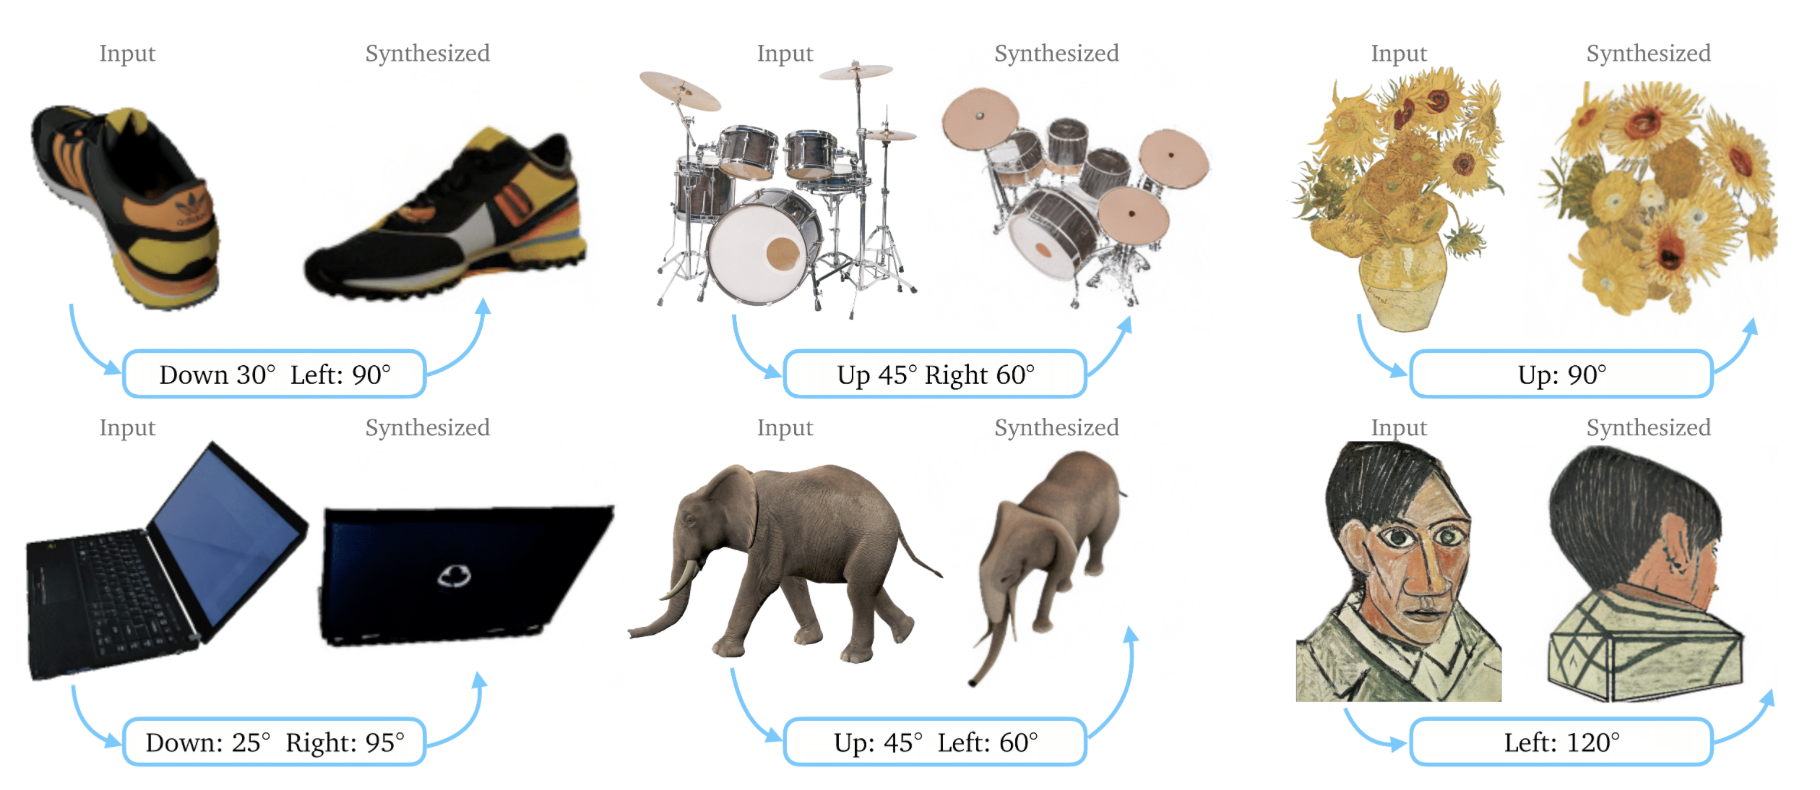 Input
Synthesized
Input
Synthesized
Input
Synthesized
Down 30° Left: 90°
Up 45° Right 60°
Up: 90°
Input
Synthesized
Input
Synthesized
Input
Synthesized
Down: 25° Right: 95°
Up: 45° Left: 60°
Left: 120°